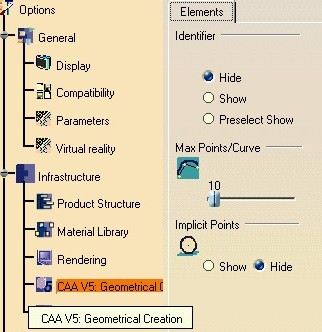 Options
General
Display
Compatibility
Parameters
Virtual reality
Infrastructure
Product Structure
Material Library
Rendering
CAA V5: Geometrical C
CAA V5: Geometrical Creation
Elements
Identifier
Hide
Show
Preselect Show
Max Points/Curve
10
Implicit Points
Show Hide